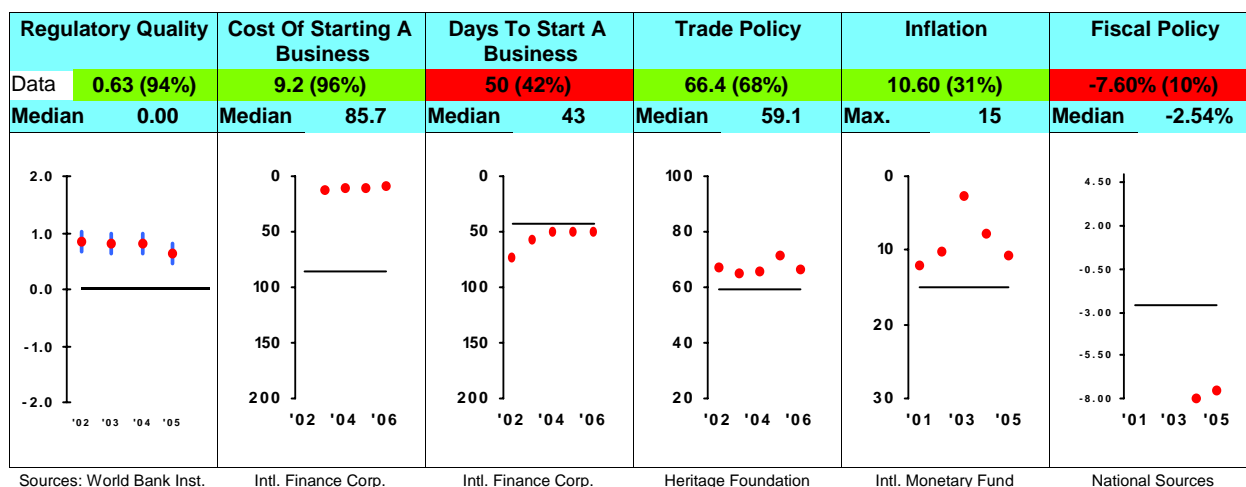 Regulatory Quality
Cost Of Starting A
Business
Days To Start A
Business
Trade Policy
Inflation
Fiscal Policy
Data 0.63 (94%)
9.2 (96%)
50 (42%)
66.4 (68%)
10.60 (31%)
-7.60% (10%)
Median 0.00
Median 85.7
Median 43
Median 59.1
Max. 15
Median -2.54%
2.0
1.0
0.0
-1.0
-2.0
'02 '03 '04 '05
0
50
100
150
200
'02 '04 '06
0
50
100
150
200
'02 '04 '06
100
80
60
40
20
'02 '04 '06
0
10
20
30
'01 '03 '05
4.50
2.00
-0.50
-3.00
-5.50
-8.00
'01 '03 '05
Sources: World Bank Inst.
Intl. Finance Corp.
Intl. Finance Corp.
Heritage Foundation
Intl. Monetary Fund
National Sources